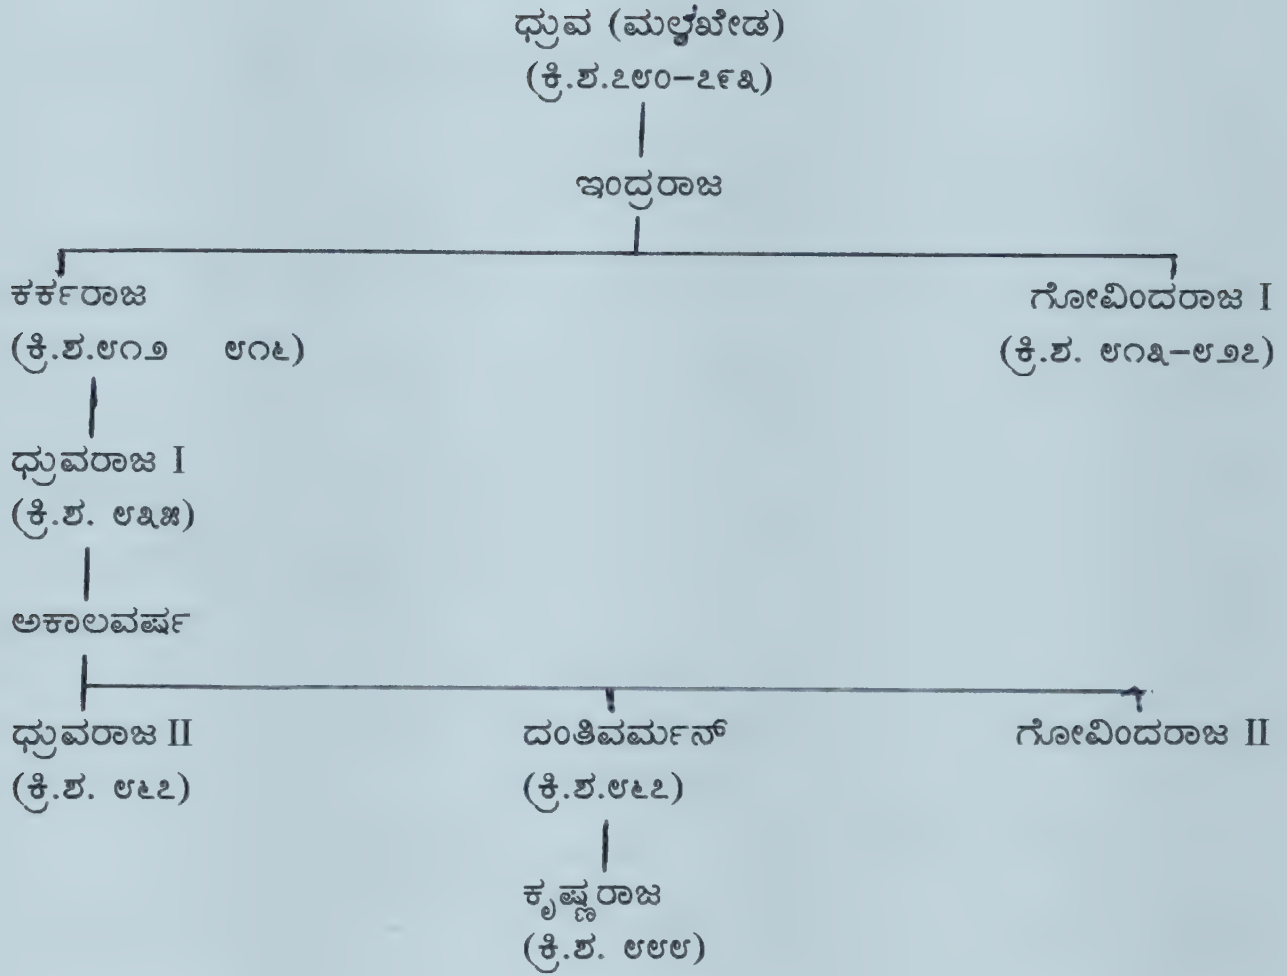 ಧ್ರುವ (ಮಳ್ಖೇಡ)
(ಕ್ರಿ.ಶ.೭೮೦–೭೯೩)
ಇಂದ್ರರಾಜ
ಕರ್ಕರಾಜ ಗೋವಿಂದರಾಜ I
(ಕ್ರಿ.ಶ.೮೧೨ ೮೧೬) (ಕ್ರಿ.ಶ. ೮೧೩–೮೨೭)
ಧ್ರುವರಾಜ I
(ಕ್ರಿ.ಶ. ೮೩೫)
ಅಕಾಲವರ್ಷ
ಧ್ರುವರಾಜ II ದಂತಿವರ್ಮನ್ ಗೋವಿಂದರಾಜ II
(ಕ್ರಿ.ಶ. ೮೬೭) (ಕ್ರಿ.ಶ.೮೬೭)
ಕೃಷ್ಣರಾಜ
(ಕ್ರಿ.ಶ. ೮೮೮)